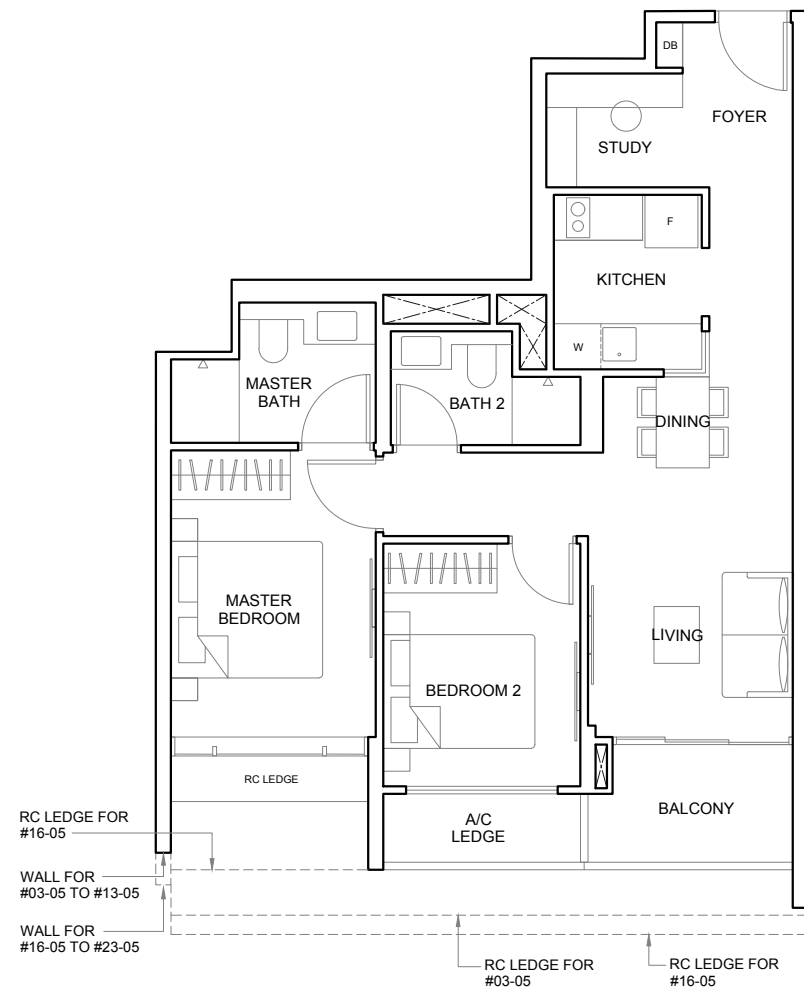 DB
FOYER
STUDY
F
KITCHEN
W
MASTER
BATH
BATH 2
DINING
MASTER
BEDROOM
LIVING
BEDROOM 2
RC LEDGE
A/C
LEDGE
BALCONY
RC LEDGE FOR
#16-05
WALL FOR
#03-05 TO #13-05
WALL FOR
#16-05 TO #23-05
RC LEDGE FOR
#03-05
RC LEDGE FOR
#16-05